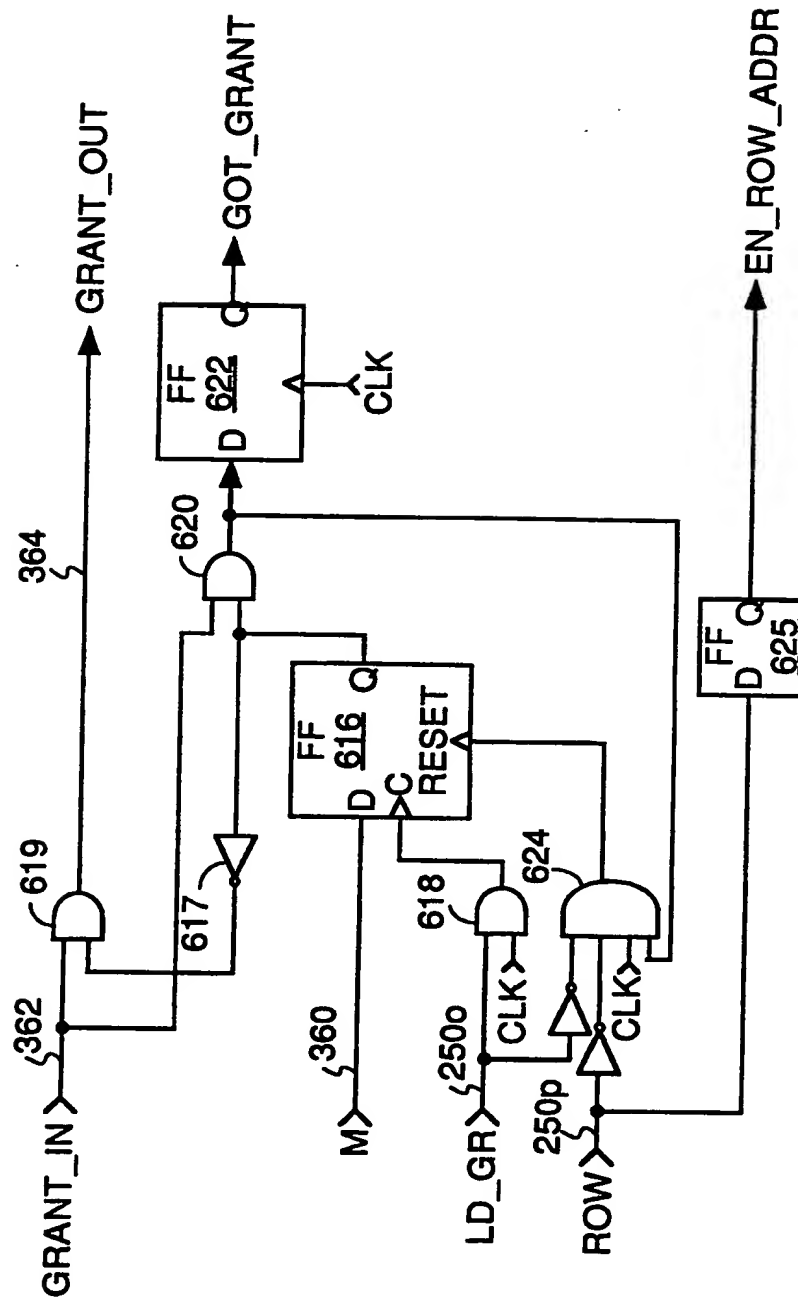 GRANT_IN
362
619
364
GRANT_OUT
617
620
D
FF
622
Q
GOT_GRANT
CLK
M
360
D
FF
616
Q
C
RESET
LD_GR
250o
618
CLK
624
CLK
ROW
250p
D
FF
625
Q
EN_ROW_ADDR